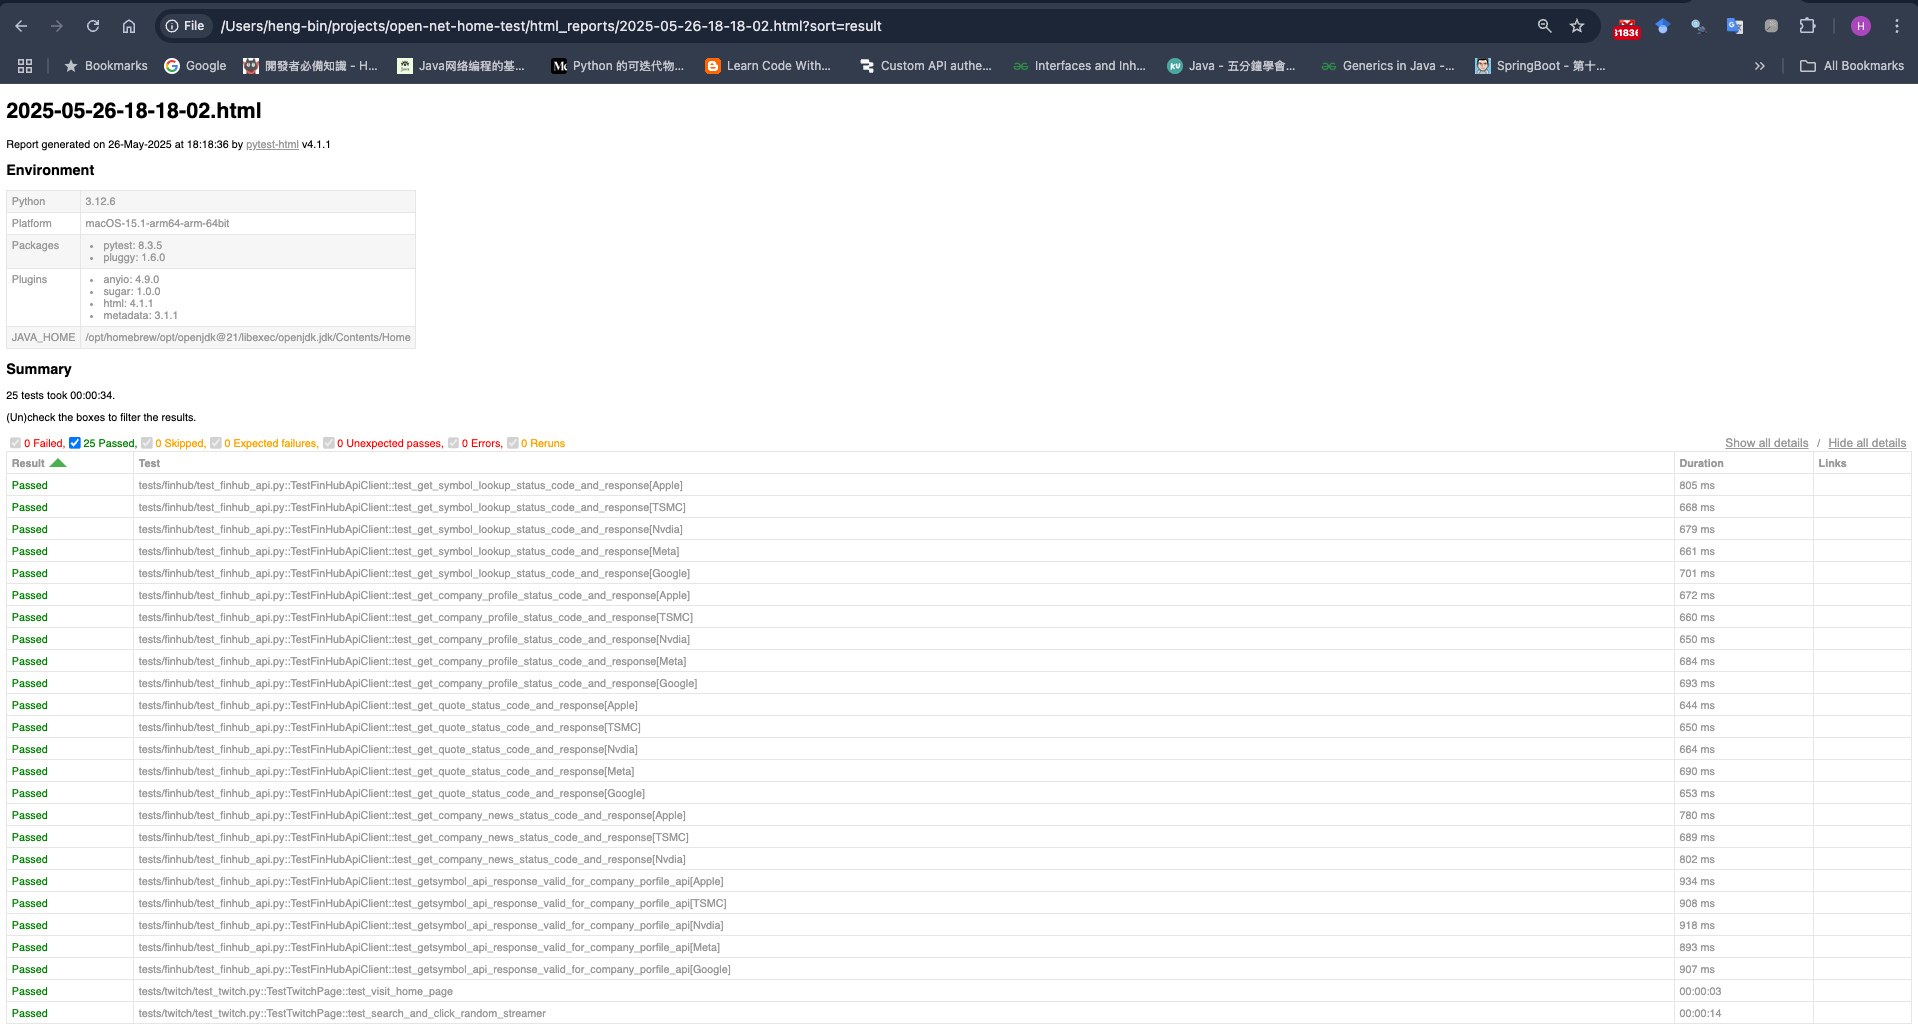 File /Users/heng-bin/projects/open-net-home-test/html_reports/2025-05-26-18-18-02.html?sort=result
31836
H
Bookmarks Google 開發者必備知識 - H... Java网络编程的基... Python 的可迭代物... Learn Code With... Custom API authe... Interfaces and Inh... Java - 五分鐘學會... Generics in Java -... SpringBoot - 第十... All Bookmarks
2025-05-26-18-18-02.html
Report generated on 26-May-2025 at 18:18:36 by pytest-html v4.1.1
Environment
Python 3.12.6
Platform macOS-15.1-arm64-arm-64bit
Packages • pytest: 8.3.5
• pluggy: 1.6.0
Plugins • anyio: 4.9.0
• sugar: 1.0.0
• html: 4.1.1
• metadata: 3.1.1
JAVA_HOME /opt/homebrew/opt/openjdk@21/libexec/openjdk.jdk/Contents/Home
Summary
25 tests took 00:00:34.
(Un)check the boxes to filter the results.
0 Failed, 25 Passed, 0 Skipped, 0 Expected failures, 0 Unexpected passes, 0 Errors, 0 Reruns Show all details / Hide all details
Result Test Duration Links
Passed tests/finhub/test_finhub_api.py::TestFinHubApiClient::test_get_symbol_lookup_status_code_and_response[Apple] 805 ms
Passed tests/finhub/test_finhub_api.py::TestFinHubApiClient::test_get_symbol_lookup_status_code_and_response[TSMC] 668 ms
Passed tests/finhub/test_finhub_api.py::TestFinHubApiClient::test_get_symbol_lookup_status_code_and_response[Nvdia] 679 ms
Passed tests/finhub/test_finhub_api.py::TestFinHubApiClient::test_get_symbol_lookup_status_code_and_response[Meta] 661 ms
Passed tests/finhub/test_finhub_api.py::TestFinHubApiClient::test_get_symbol_lookup_status_code_and_response[Google] 701 ms
Passed tests/finhub/test_finhub_api.py::TestFinHubApiClient::test_get_company_profile_status_code_and_response[Apple] 672 ms
Passed tests/finhub/test_finhub_api.py::TestFinHubApiClient::test_get_company_profile_status_code_and_response[TSMC] 660 ms
Passed tests/finhub/test_finhub_api.py::TestFinHubApiClient::test_get_company_profile_status_code_and_response[Nvdia] 650 ms
Passed tests/finhub/test_finhub_api.py::TestFinHubApiClient::test_get_company_profile_status_code_and_response[Meta] 684 ms
Passed tests/finhub/test_finhub_api.py::TestFinHubApiClient::test_get_company_profile_status_code_and_response[Google] 693 ms
Passed tests/finhub/test_finhub_api.py::TestFinHubApiClient::test_get_quote_status_code_and_response[Apple] 644 ms
Passed tests/finhub/test_finhub_api.py::TestFinHubApiClient::test_get_quote_status_code_and_response[TSMC] 650 ms
Passed tests/finhub/test_finhub_api.py::TestFinHubApiClient::test_get_quote_status_code_and_response[Nvdia] 664 ms
Passed tests/finhub/test_finhub_api.py::TestFinHubApiClient::test_get_quote_status_code_and_response[Meta] 690 ms
Passed tests/finhub/test_finhub_api.py::TestFinHubApiClient::test_get_quote_status_code_and_response[Google] 653 ms
Passed tests/finhub/test_finhub_api.py::TestFinHubApiClient::test_get_company_news_status_code_and_response[Apple] 780 ms
Passed tests/finhub/test_finhub_api.py::TestFinHubApiClient::test_get_company_news_status_code_and_response[TSMC] 689 ms
Passed tests/finhub/test_finhub_api.py::TestFinHubApiClient::test_get_company_news_status_code_and_response[Nvdia] 802 ms
Passed tests/finhub/test_finhub_api.py::TestFinHubApiClient::test_getsymbol_api_response_valid_for_company_porfile_api[Apple] 934 ms
Passed tests/finhub/test_finhub_api.py::TestFinHubApiClient::test_getsymbol_api_response_valid_for_company_porfile_api[TSMC] 908 ms
Passed tests/finhub/test_finhub_api.py::TestFinHubApiClient::test_getsymbol_api_response_valid_for_company_porfile_api[Nvdia] 918 ms
Passed tests/finhub/test_finhub_api.py::TestFinHubApiClient::test_getsymbol_api_response_valid_for_company_porfile_api[Meta] 893 ms
Passed tests/finhub/test_finhub_api.py::TestFinHubApiClient::test_getsymbol_api_response_valid_for_company_porfile_api[Google] 907 ms
Passed tests/twitch/test_twitch.py::TestTwitchPage::test_visit_home_page 00:00:03
Passed tests/twitch/test_twitch.py::TestTwitchPage::test_search_and_click_random_streamer 00:00:14